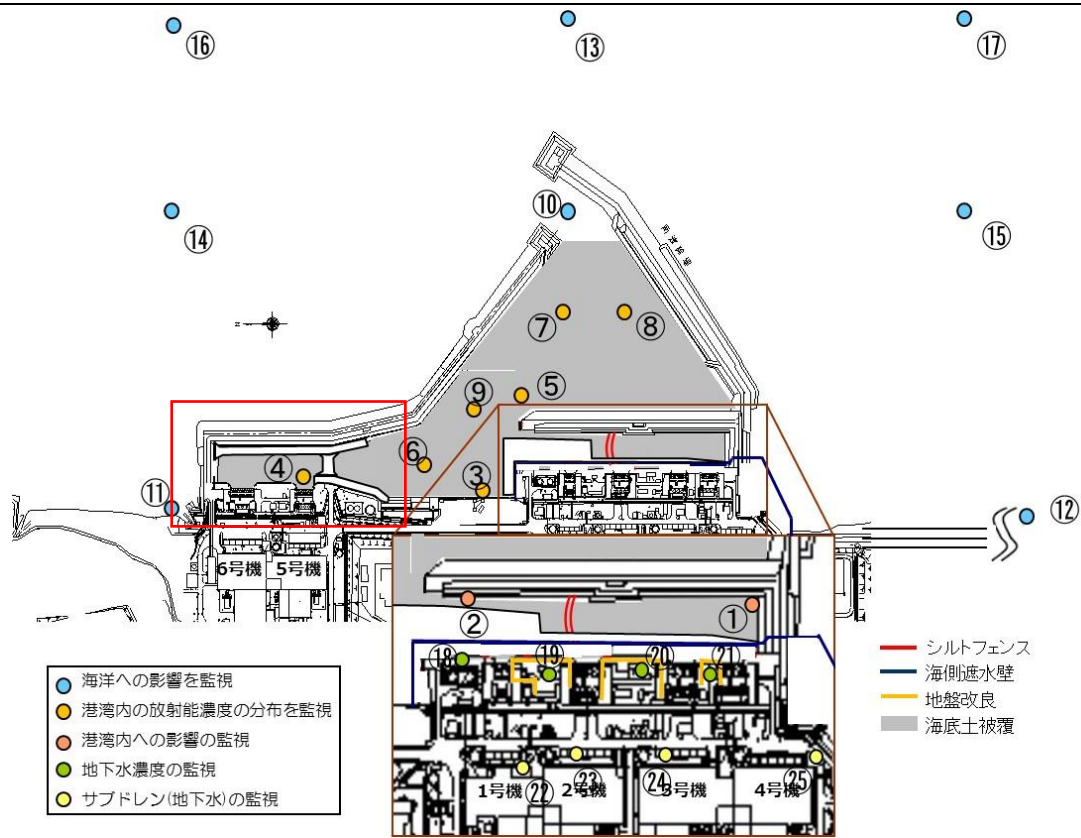 ⑯
⑬
⑰
⑩
⑭
⑮
⑦
⑧
⑤
⑨
⑥
④
③
⑪
⑫
6号機 5号機
②
①
⑱
⑲
⑳
㉑
1号機
㉒
2号機
㉓
㉔
3号機
4号機
㉕
シルトフェンス
海側遮水壁
地盤改良
海底土被覆
海洋への影響を監視
港湾内の放射能濃度の分布を監視
港湾内への影響の監視
地下水濃度の監視
サブドレン(地下水)の監視